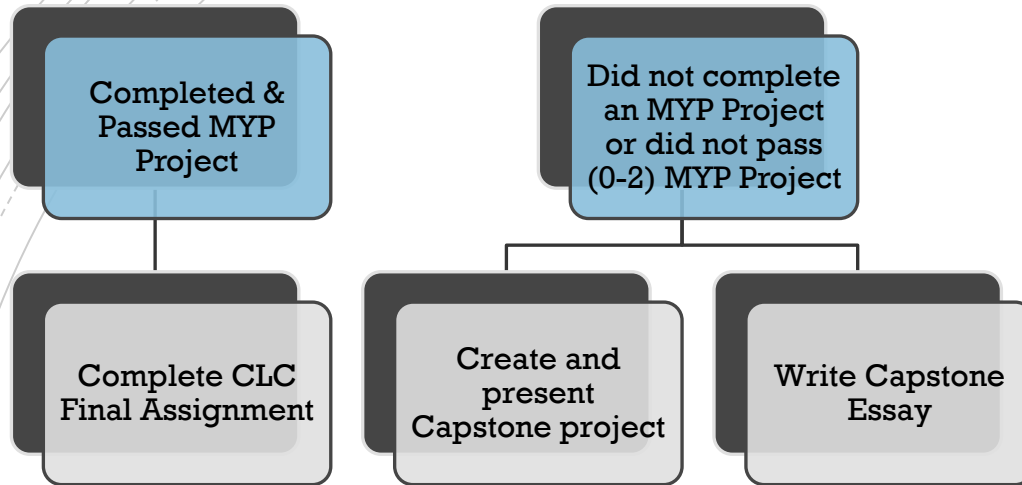 Completed &
Passed MYP
Project
Did not complete
an MYP Project
or did not pass
(0-2) MYP Project
Complete CLC
Final Assignment
Create and
present
Capstone project
Write Capstone
Essay